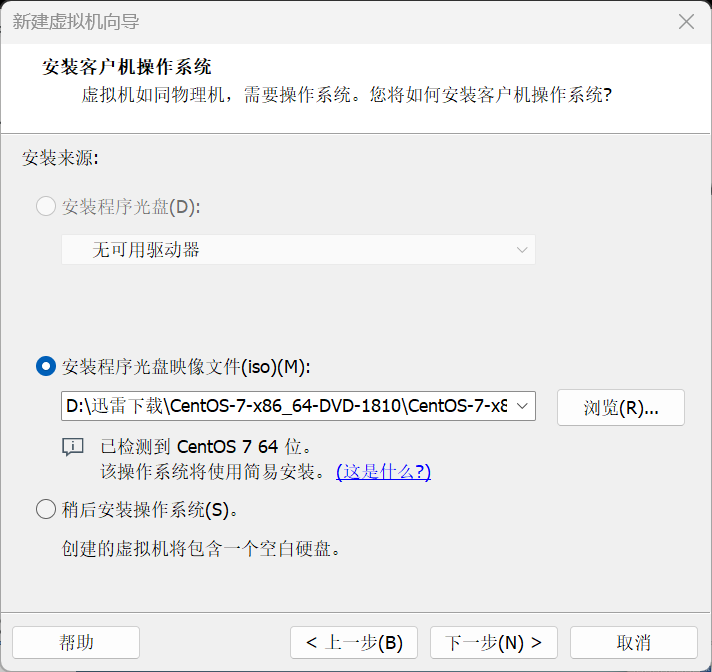 新建虚拟机向导
安装客户机操作系统
虚拟机如同物理机，需要操作系统。您将如何安装客户机操作系统?
安装来源:
安装程序光盘(D):
无可用驱动器
安装程序光盘映像文件(iso)(M):
D:\迅雷下载\CentOS-7-x86_64-DVD-1810\CentOS-7-x8
浏览(R)...
已检测到 CentOS 7 64 位。
该操作系统将使用简易安装。 (这是什么?)
稍后安装操作系统(S)。
创建的虚拟机将包含一个空白硬盘。
帮助
< 上一步(B)
下一步(N) >
取消